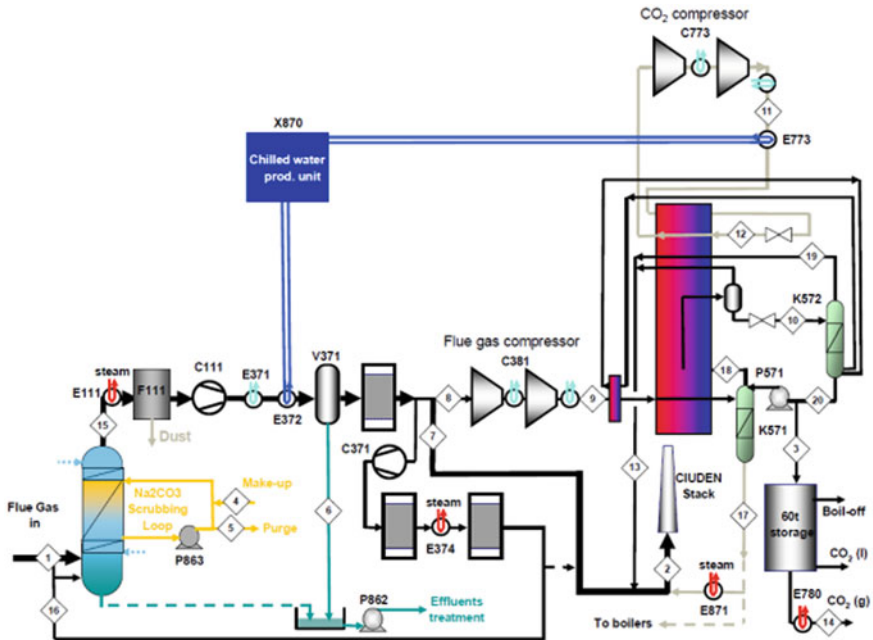 CO2 compressor
C773
11
X870
E773
Chilled water
prod. unit
12
19
K572
10
Flue gas compressor
C381
V371
C111
E371
steam
F111
E111
E372
18
P571
8
9
20
K571
15
Dust
7
C371
3
13
CIUDEN
Stack
Na2CO3
Scrubbing
Loop
4
Make-up
Flue Gas
in
5
Purge
6
steam
17
60t
storage
Boil-off
P863
E374
1
2
steam
CO2 (l)
16
P862
Effluents
treatment
E871
E780
CO2 (g)
14
To boilers